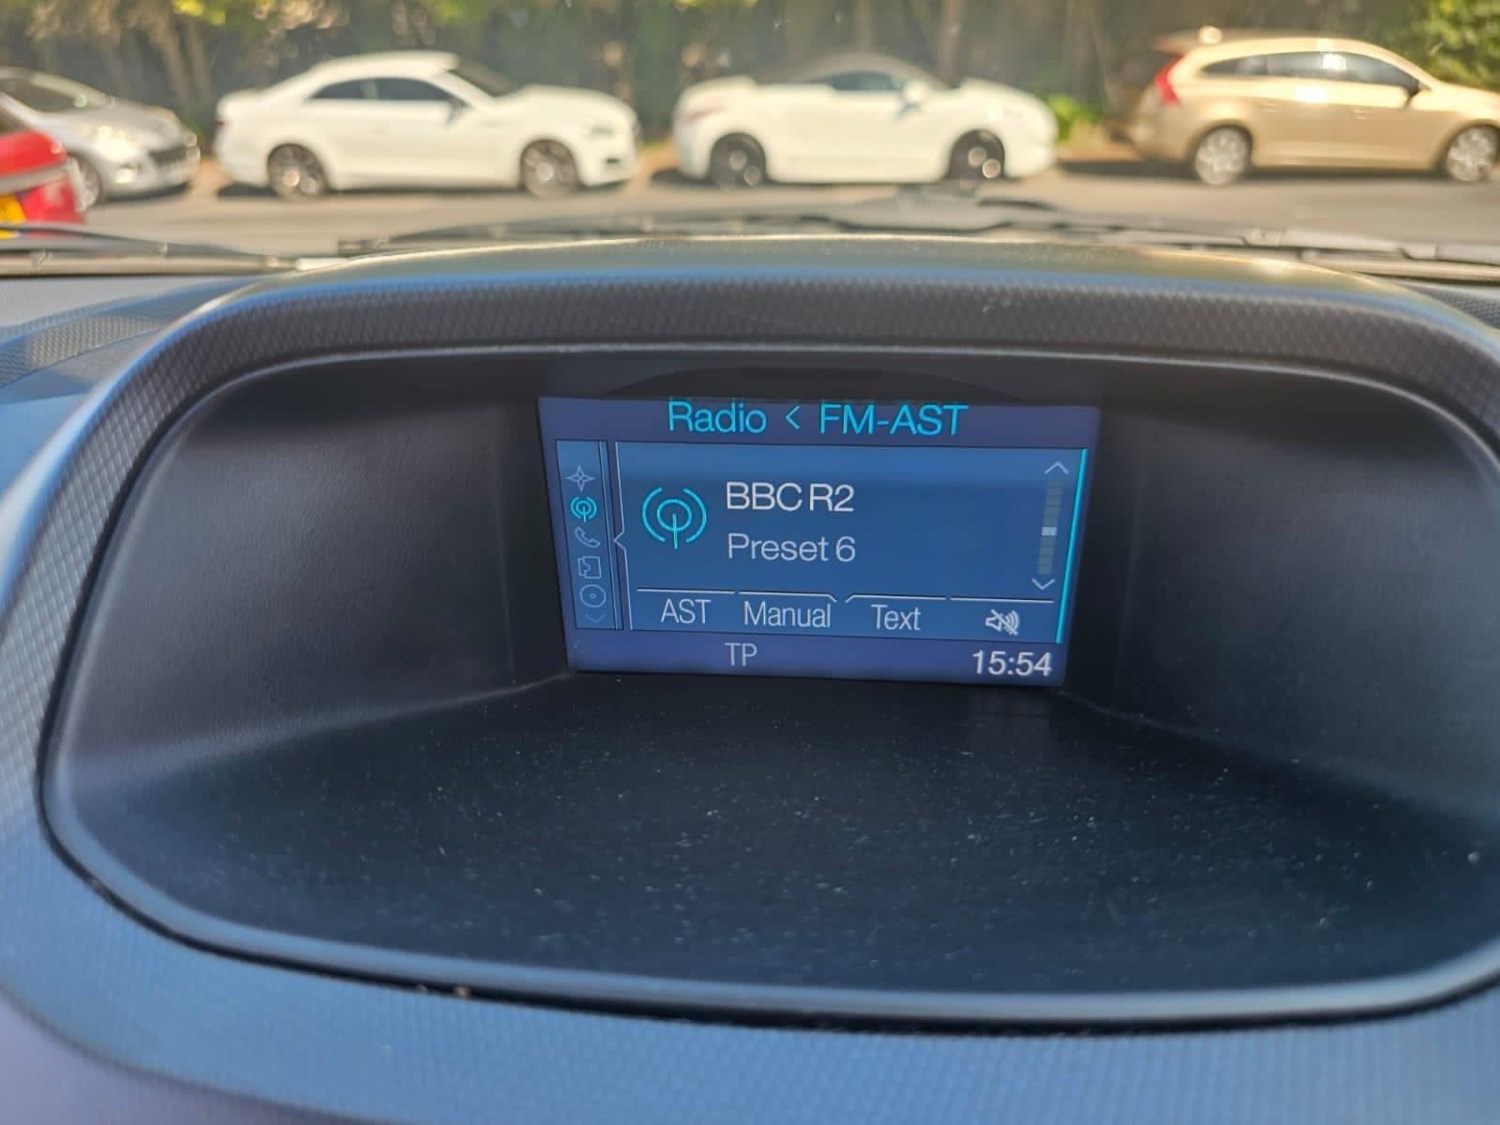 Radio < FM-AST
BBC R2
Preset 6
AST Manual Text
TP 15:54